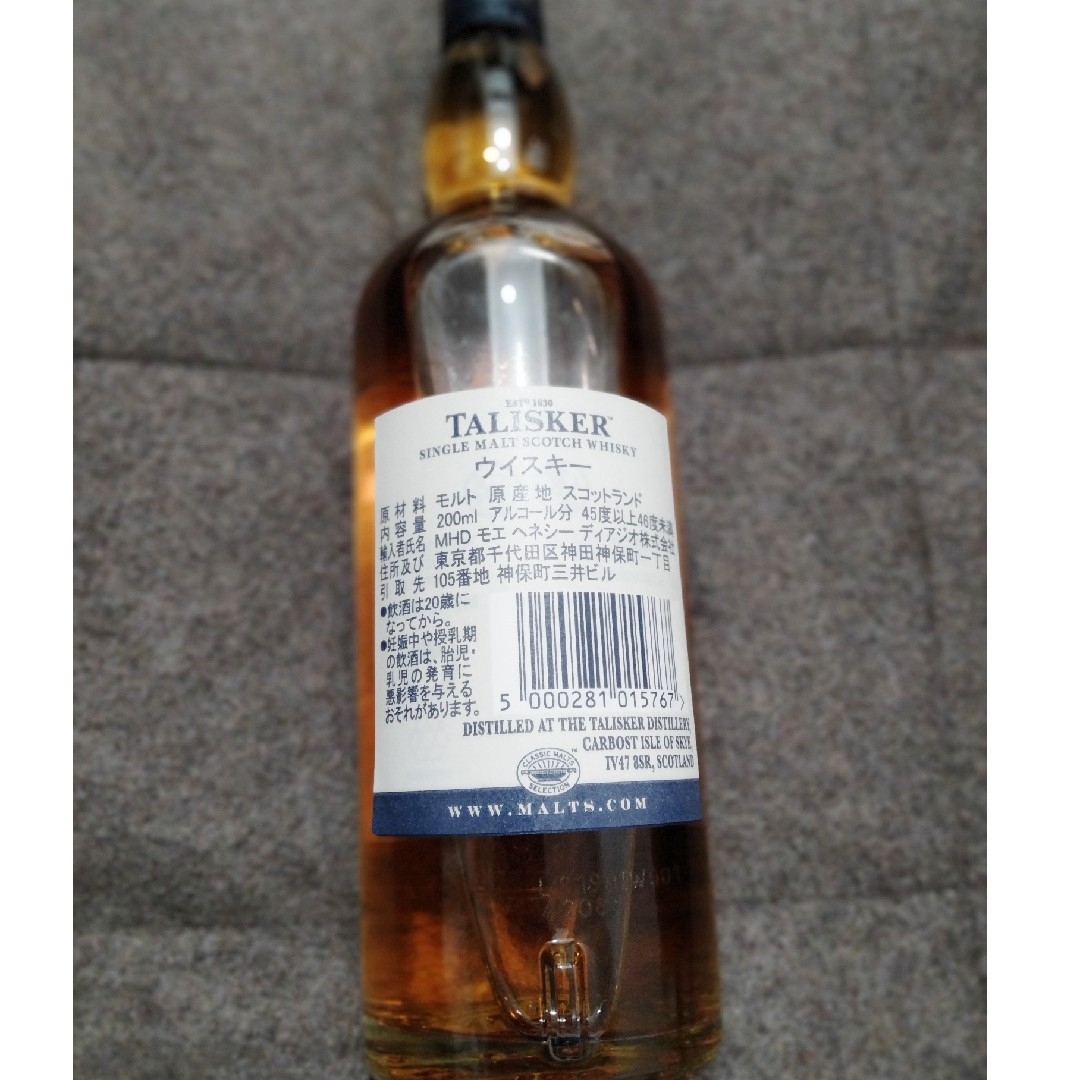 ESTD 1830
TALISKER™
SINGLE MALT SCOTCH WHISKY
ウイスキー
原材料 モルト 原産地 スコットランド
内容量 200ml アルコール分 45度以上46度未満
輸入者氏名 MHD モエ ヘネシー ディアジオ株式会社
住所及び 東京都千代田区神田神保町一丁目
引取先 105番地 神保町三井ビル
●飲酒は20歳に
なってから。
●妊娠中や授乳期
の飲酒は、胎児・
乳児の発育に
悪影響を与える
おそれがあります。
5 000281 015767 >
DISTILLED AT THE TALISKER DISTILLERY,
CARBOST ISLE OF SKYE,
IV47 8SR, SCOTLAND
CLASSIC MALTS
SELECTION
™
WWW.MALTS.COM